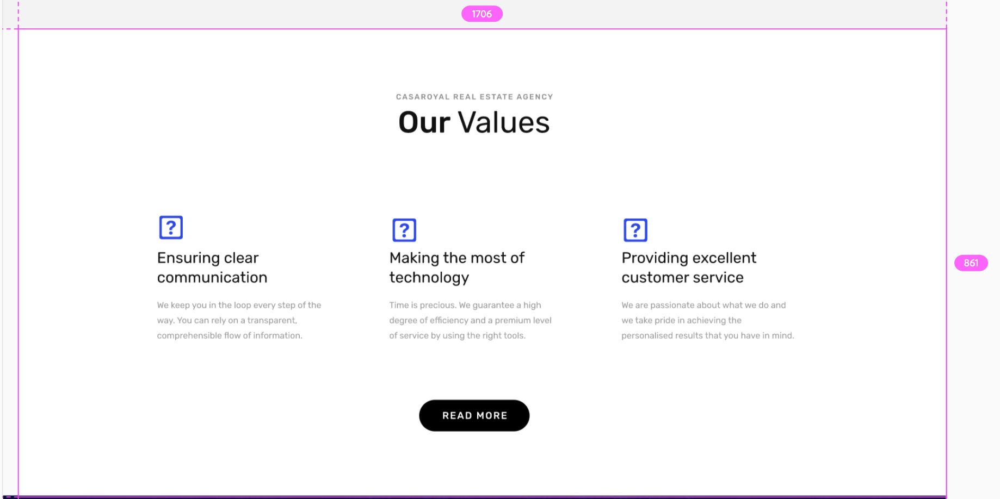 1706
CASAROYAL REAL ESTATE AGENCY
Our Values
?
Ensuring clear
communication
We keep you in the loop every step of the
way. You can rely on a transparent,
comprehensible flow of information.
?
Making the most of
technology
Time is precious. We guarantee a high
degree of efficiency and a premium level
of service by using the right tools.
?
Providing excellent
customer service
We are passionate about what we do and
we take pride in achieving the
personalised results that you have in mind.
861
READ MORE